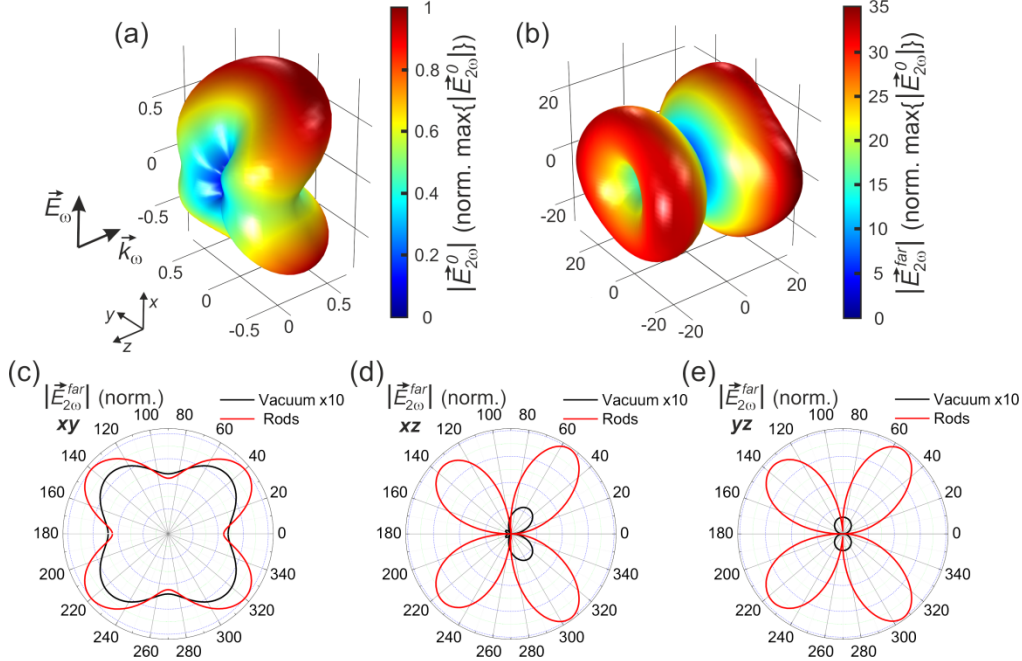 (a)
0.5
0
-0.5
0.5
0
-0.5
0
0.5
E⃗ω
k⃗ω
x
y
z
1
0.8
0.6
0.4
0.2
0
|E⃗⁰2ω| (norm. max{|E⃗⁰2ω|})
(b)
20
0
-20
20
0
-20
-20
0
20
35
30
25
20
15
10
5
0
|E⃗ᶠᵃʳ2ω| (norm. max{|E⃗⁰2ω|})
(c)
|E⃗ᶠᵃʳ2ω| (norm.)
xy
Vacuum x10
Rods
100 80
120 60
140 40
160 20
180 0
200 340
220 320
240 300
260 280
(d)
|E⃗ᶠᵃʳ2ω| (norm.)
xz
Vacuum x10
Rods
100 80
120 60
140 40
160 20
180 0
200 340
220 320
240 300
260 280
(e)
|E⃗ᶠᵃʳ2ω| (norm.)
yz
Vacuum x10
Rods
100 80
120 60
140 40
160 20
180 0
200 340
220 320
240 300
260 280